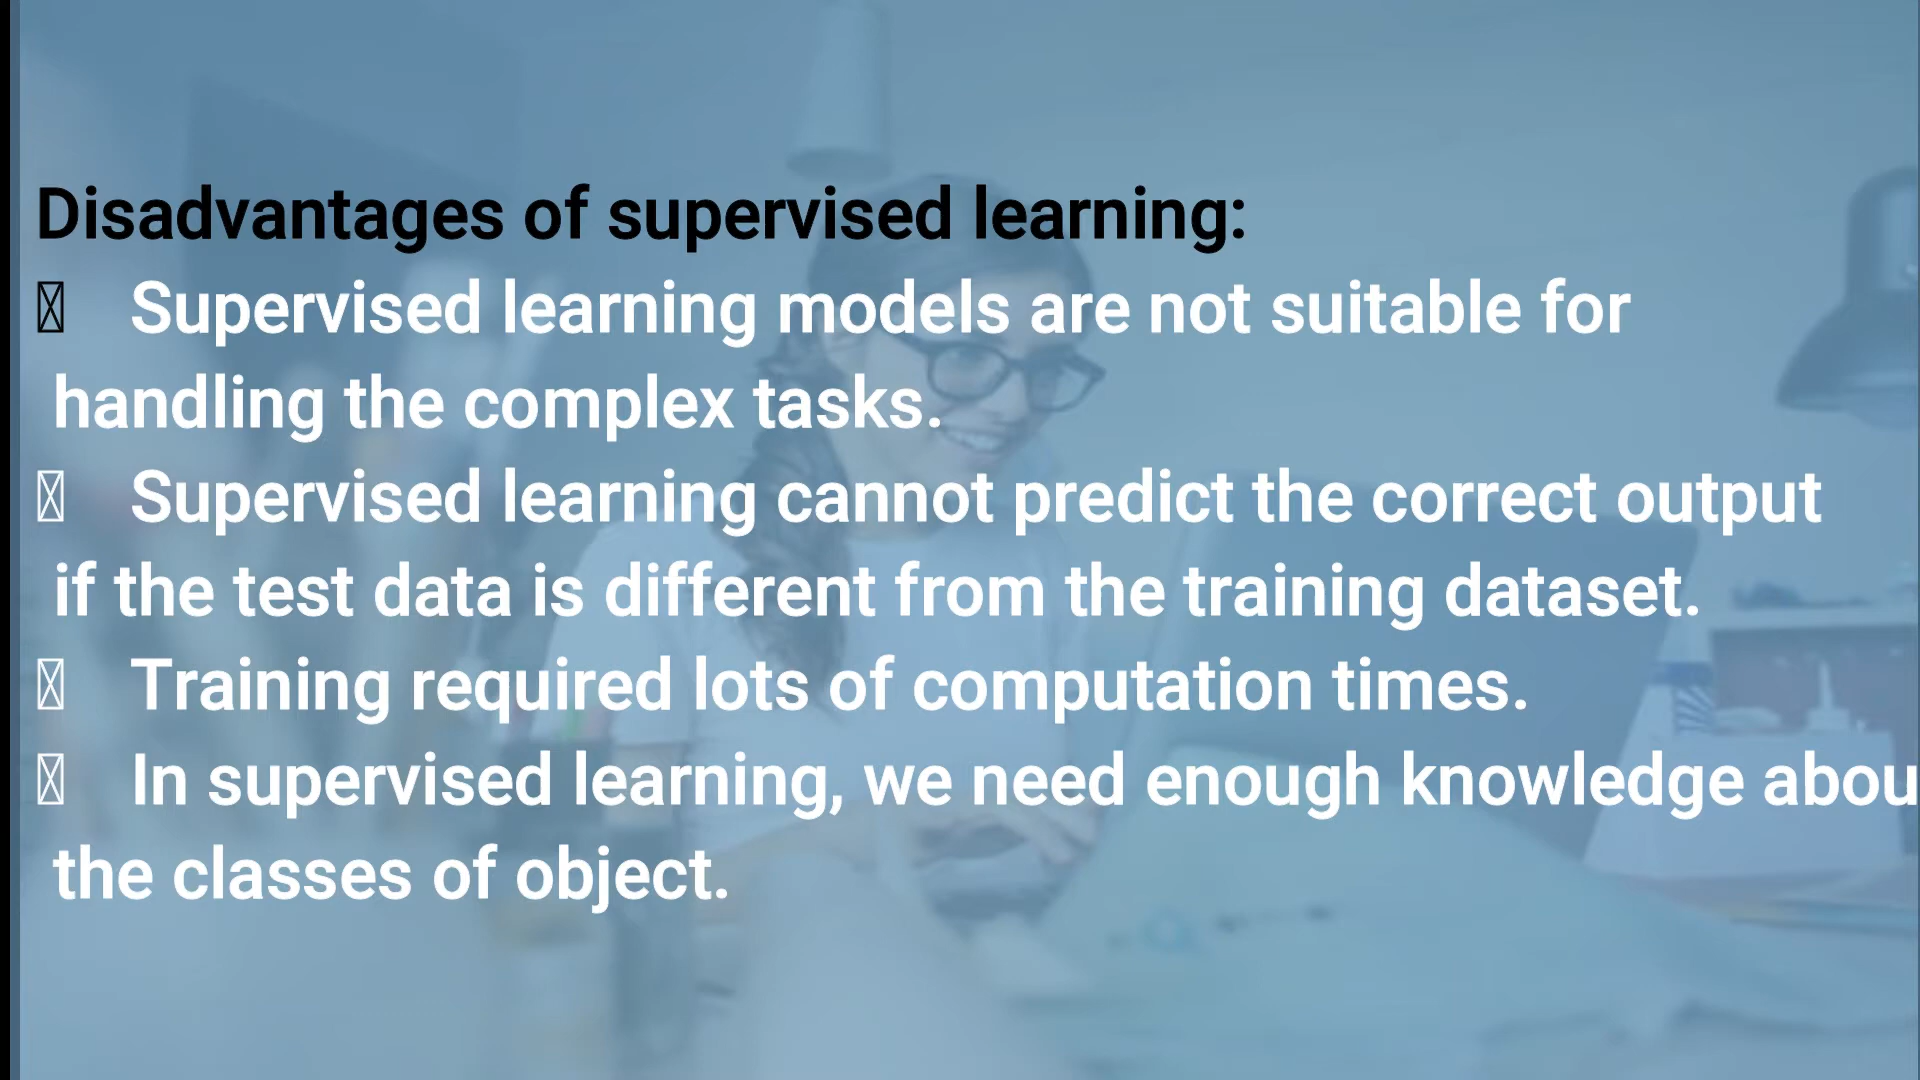 Disadvantages of supervised learning:
Supervised learning models are not suitable for
handling the complex tasks.
Supervised learning cannot predict the correct output
if the test data is different from the training dataset.
Training required lots of computation times.
In supervised learning, we need enough knowledge abou
the classes of object.